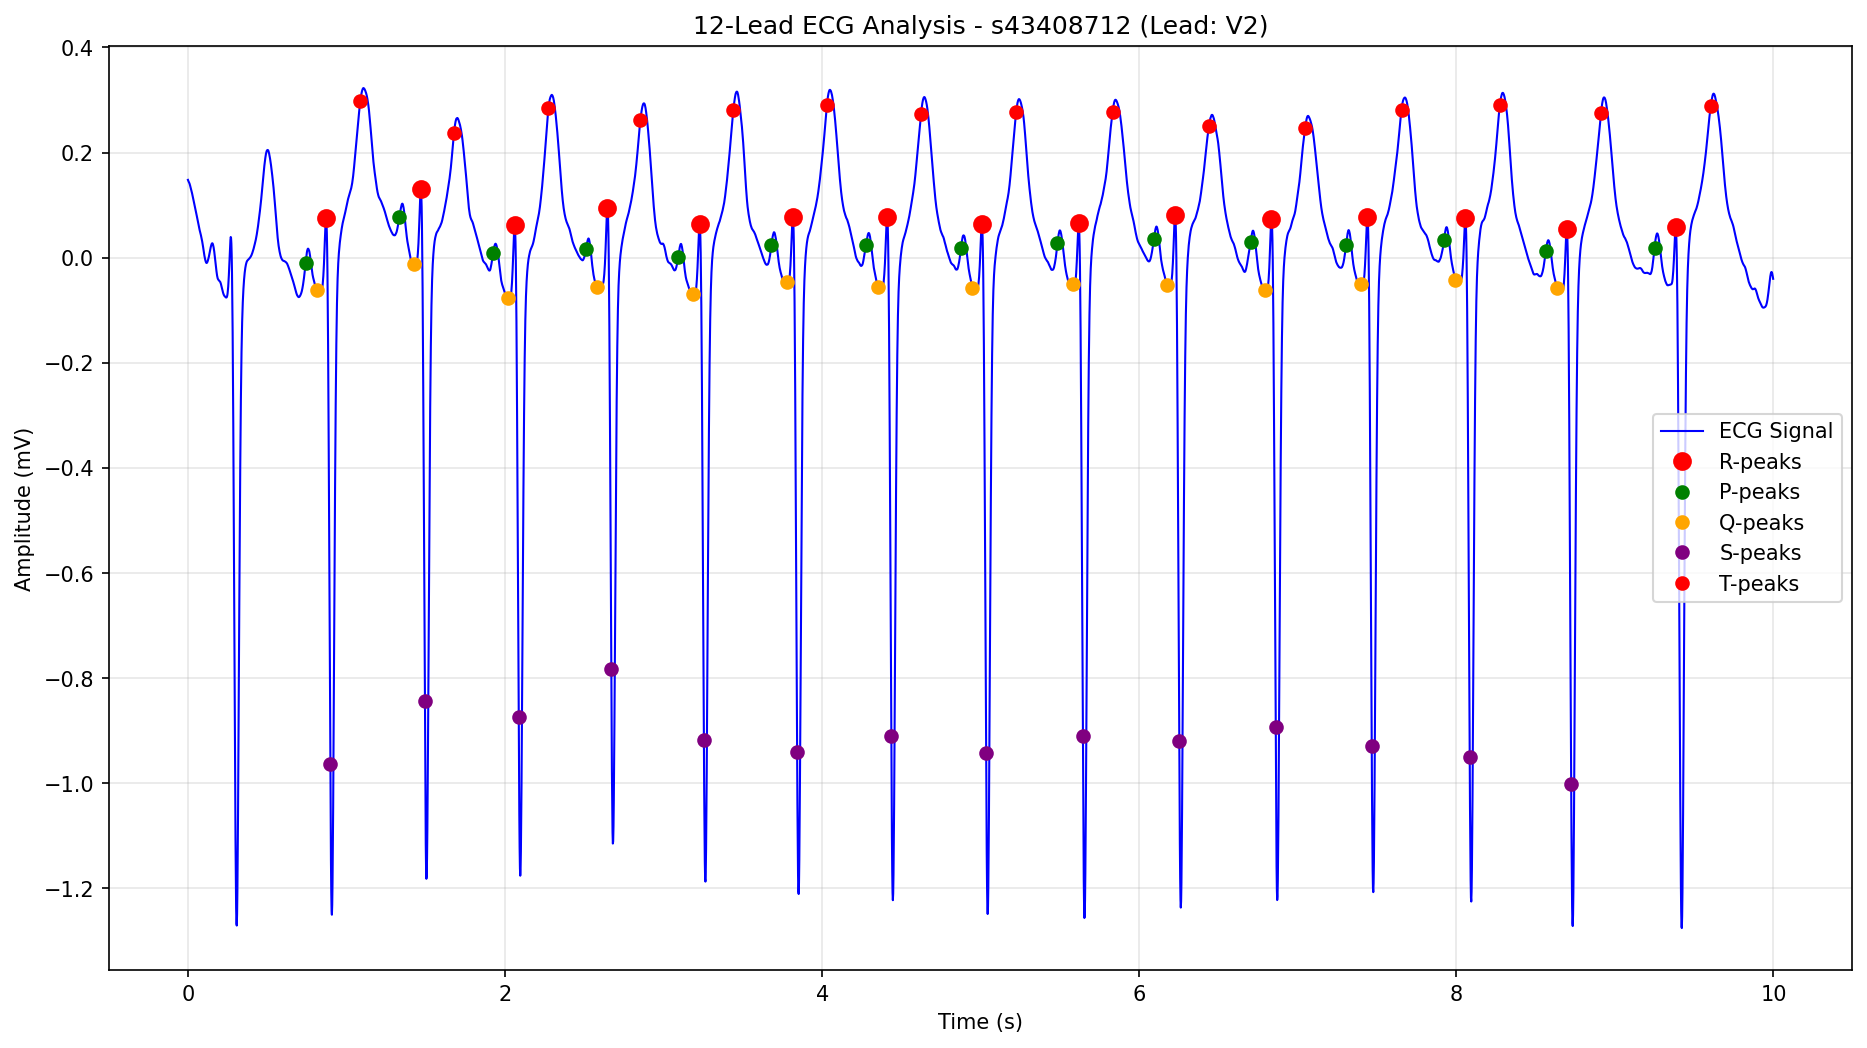 12-Lead ECG Analysis - s43408712 (Lead: V2)
0.4
0.2
0.0
−0.2
−0.4
−0.6
−0.8
−1.0
−1.2
Amplitude (mV)
ECG Signal
R-peaks
P-peaks
Q-peaks
S-peaks
T-peaks
0 2 4 6 8 10
Time (s)